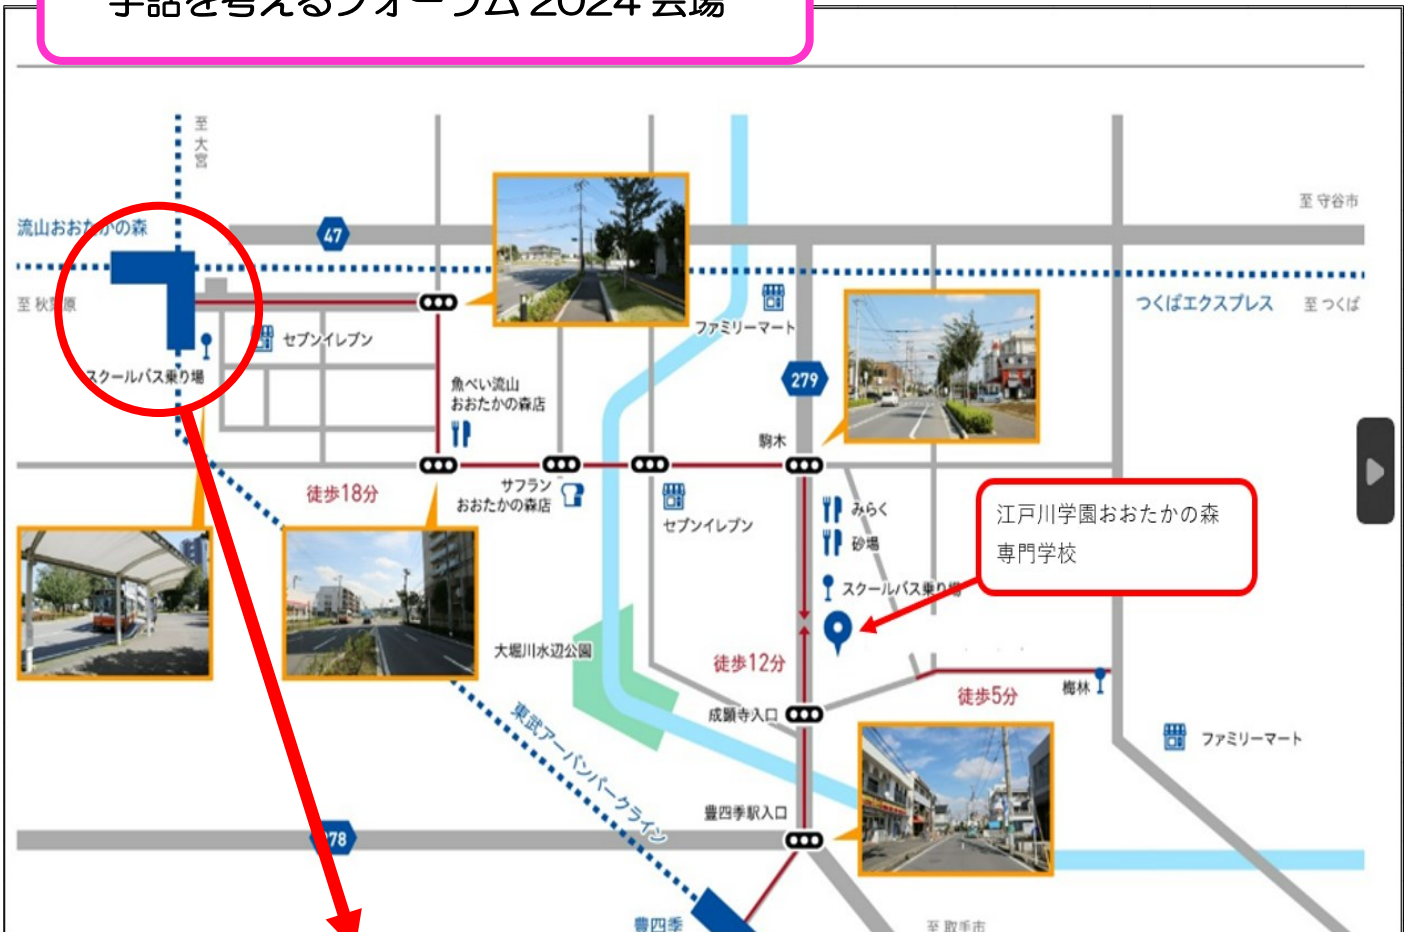 手話を考えるフォーラム2024 会場
至 大宮
流山おおたかの森
47
至 守谷市
至 秋葉原
つくばエクスプレス
至 つくば
セブンイレブン
ファミリーマート
スクールバス乗り場
魚べい流山
おおたかの森店
279
駒木
徒歩18分
サフラン
おおたかの森店
セブンイレブン
みらく
砂場
江戸川学園おおたかの森
専門学校
スクールバス乗り場
大堀川水辺公園
徒歩12分
徒歩5分
梅林
成顕寺入口
東武アーバンパークライン
ファミリーマート
豊四季駅入口
278
豊四季
至 取手市